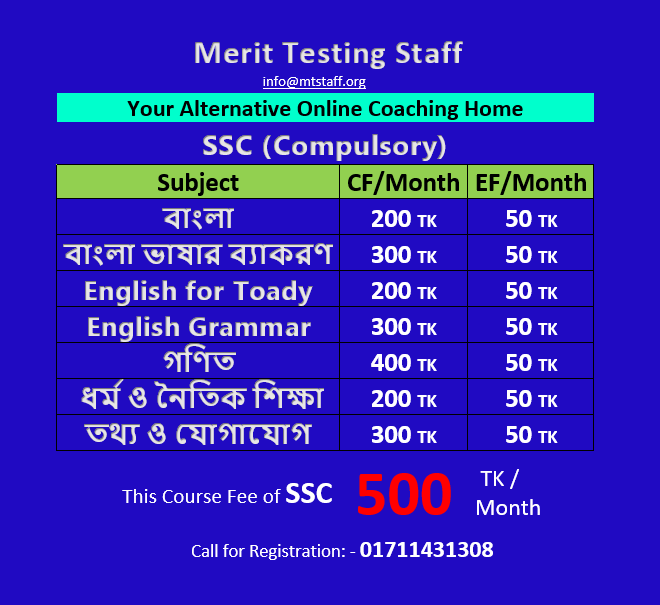 Merit Testing Staff
info@mtstaff.org
Your Alternative Online Coaching Home
SSC (Compulsory)
Subject CF/Month EF/Month
বাংলা 200 TK 50 TK
বাংলা ভাষার ব্যাকরণ 300 TK 50 TK
English for Toady 200 TK 50 TK
English Grammar 300 TK 50 TK
গণিত 400 TK 50 TK
ধর্ম ও নৈতিক শিক্ষা 200 TK 50 TK
তথ্য ও যোগাযোগ 300 TK 50 TK
This Course Fee of SSC 500 TK /
Month
Call for Registration: - 01711431308